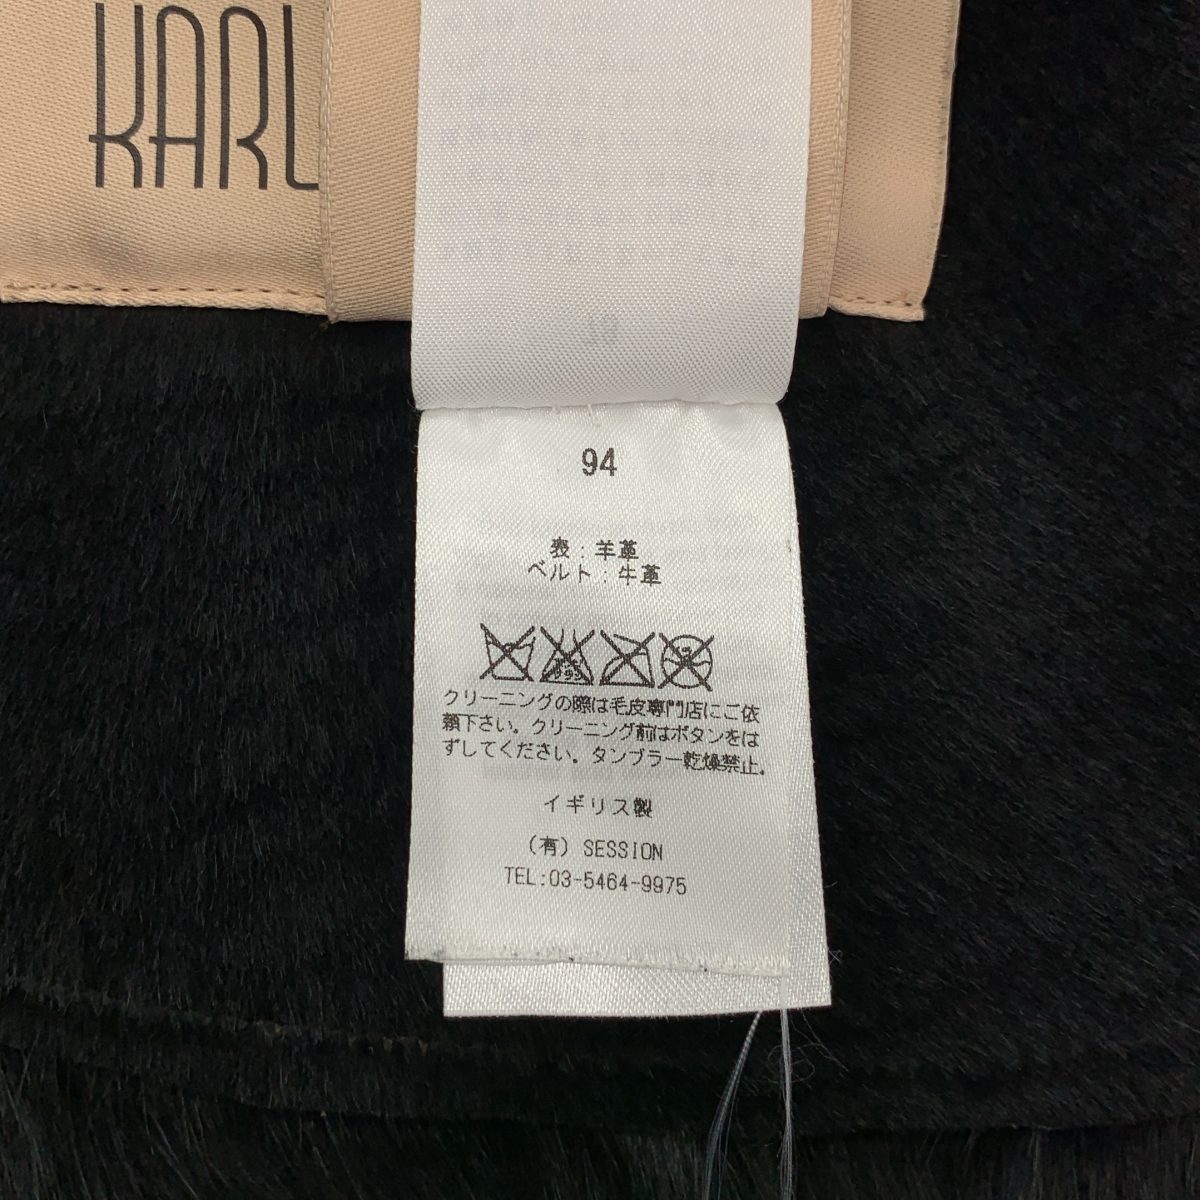 KARL
94
表：羊革
ベルト：牛革
クリーニングの際は毛皮専門店にご依
頼下さい。クリーニング前はボタンをは
ずしてください。タンブラー乾燥禁止。
イギリス製
（有）SESSION
TEL:03-5464-9975